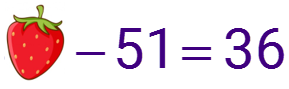 − 51 = 36